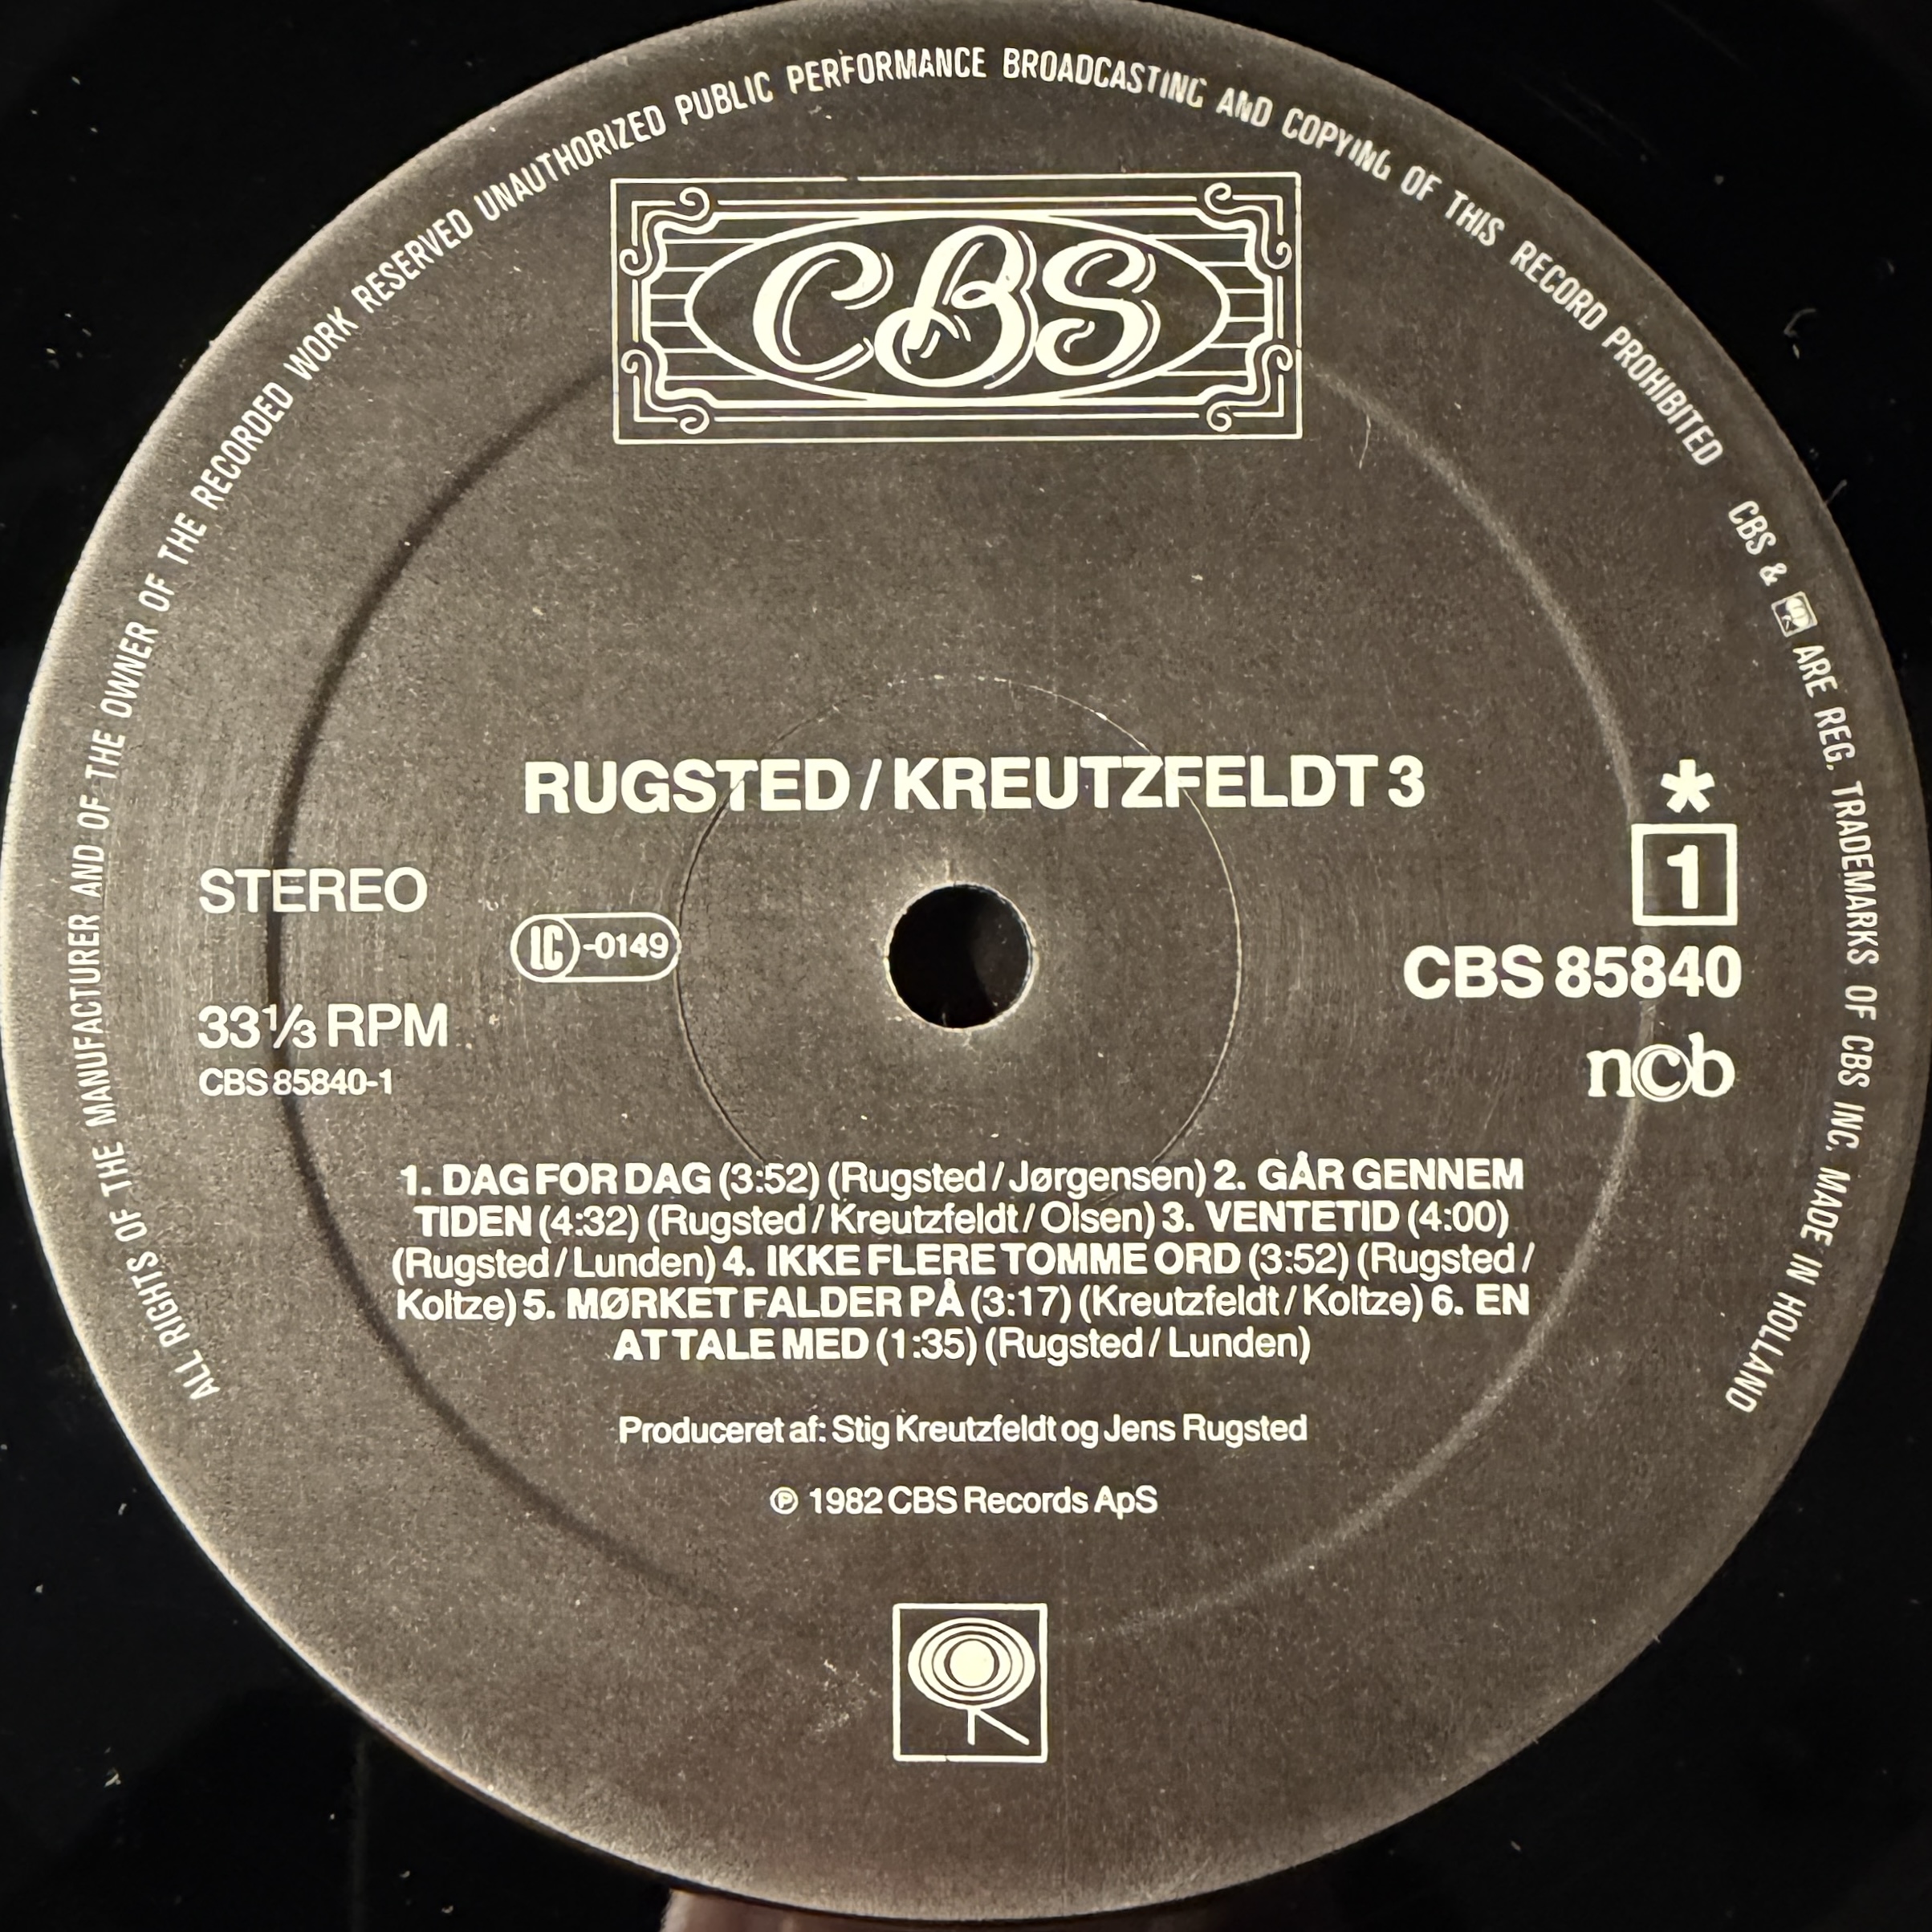 ALL RIGHTS OF THE MANUFACTURER AND OF THE OWNER OF THE RECORDED WORK RESERVED UNAUTHORIZED PUBLIC PERFORMANCE BROADCASTING AND COPYING OF THIS RECORD PROHIBITED CBS & ARE REG. TRADEMARKS OF CBS INC. MADE IN HOLLAND
CBS
RUGSTED/KREUTZFELDT 3
*
1
STEREO
LC-0149
CBS 85840
33⅓ RPM
ncb
CBS 85840-1
1. DAG FOR DAG (3:52) (Rugsted/Jørgensen) 2. GÅR GENNEM
TIDEN (4:32) (Rugsted/Kreutzfeldt/Olsen) 3. VENTETID (4:00)
(Rugsted/Lunden) 4. IKKE FLERE TOMME ORD (3:52) (Rugsted/
Koltze) 5. MØRKET FALDER PÅ (3:17) (Kreutzfeldt/Koltze) 6. EN
AT TALE MED (1:35) (Rugsted/Lunden)
Produceret af: Stig Kreutzfeldt og Jens Rugsted
℗ 1982 CBS Records ApS